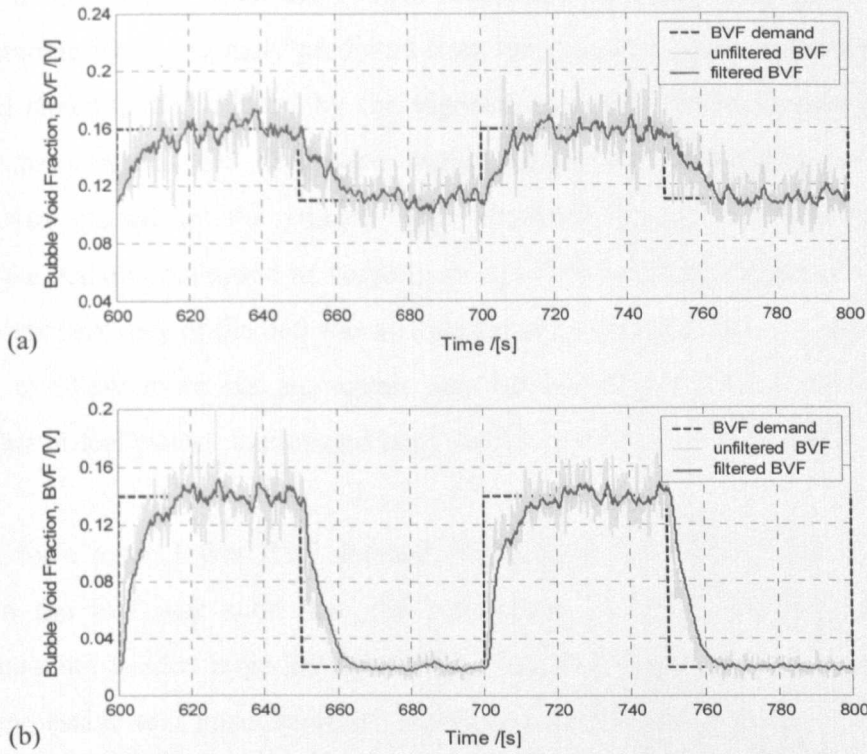 0.24
0.2
0.16
0.12
0.08
0.04
Bubble Void Fraction, BVF /[V]
BVF demand
unfiltered BVF
filtered BVF
600 620 640 660 680 700 720 740 760 780 800
Time /[s]
(a)
0.2
0.16
0.12
0.08
0.04
0
Bubble Void Fraction, BVF /[V]
BVF demand
unfiltered BVF
filtered BVF
600 620 640 660 680 700 720 740 760 780 800
Time /[s]
(b)